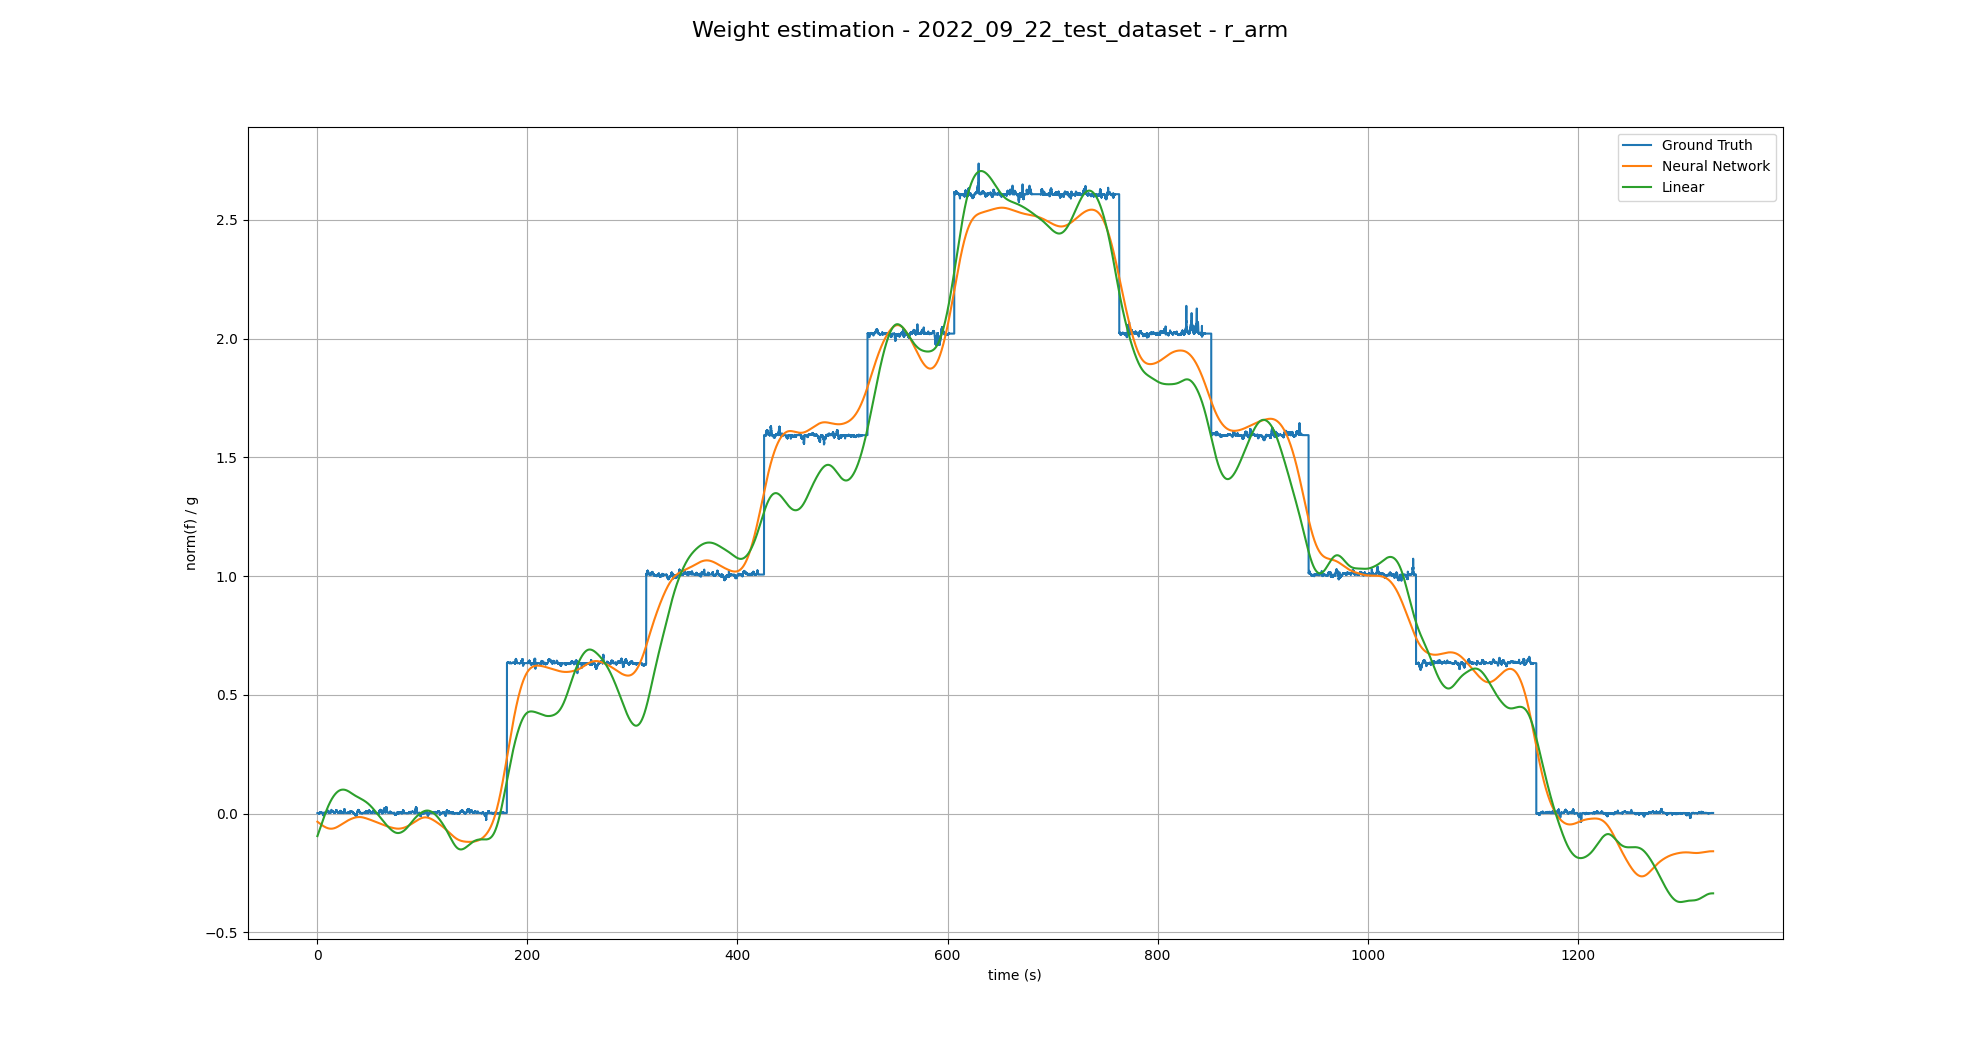 Weight estimation - 2022_09_22_test_dataset - r_arm
Ground Truth
Neural Network
Linear
norm(f) / g
2.5
2.0
1.5
1.0
0.5
0.0
−0.5
0
200
400
600
800
1000
1200
time (s)